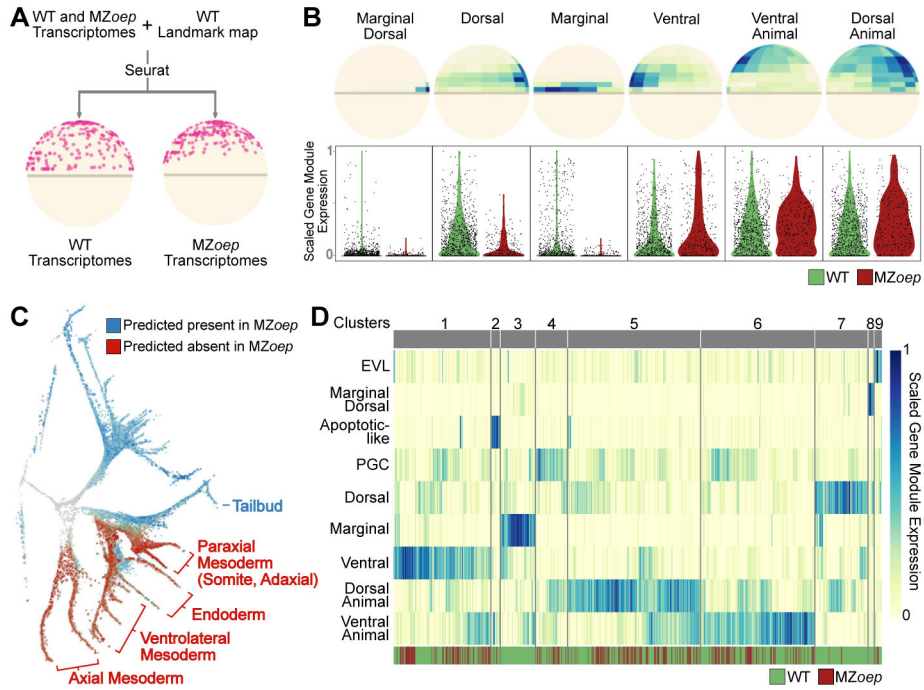 A
WT and MZoep
Transcriptomes
+
WT
Landmark map
Seurat
WT
Transcriptomes
MZoep
Transcriptomes
B
Marginal
Dorsal
Dorsal
Marginal
Ventral
Ventral
Animal
Dorsal
Animal
Scaled Gene Module
Expression
1
0
WT
MZoep
C
Predicted present in MZoep
Predicted absent in MZoep
Tailbud
Paraxial
Mesoderm
(Somite, Adaxial)
Endoderm
Ventrolateral
Mesoderm
Axial Mesoderm
D
Clusters
1 2 3 4 5 6 7 8 9
EVL
Marginal
Dorsal
Apoptotic-
like
PGC
Dorsal
Marginal
Ventral
Dorsal
Animal
Ventral
Animal
1
Scaled Gene Module Expression
0
WT
MZoep